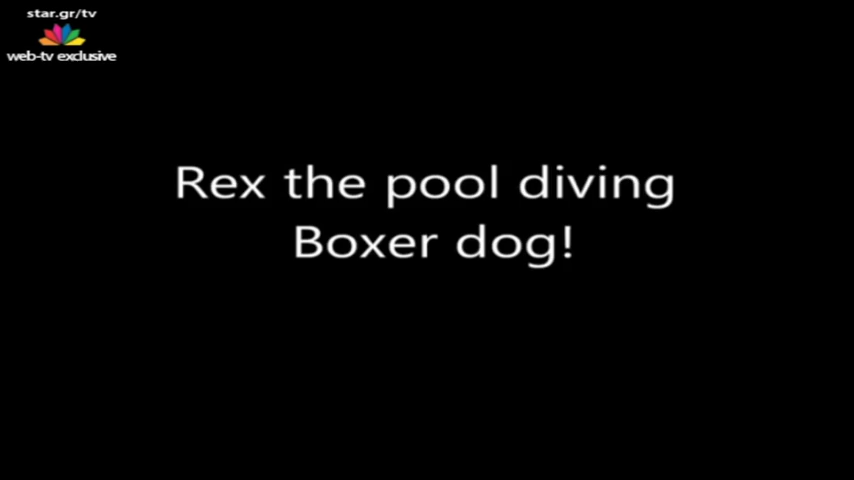 star.gr/tv
web-tv exclusive
Rex the pool diving
Boxer dog!